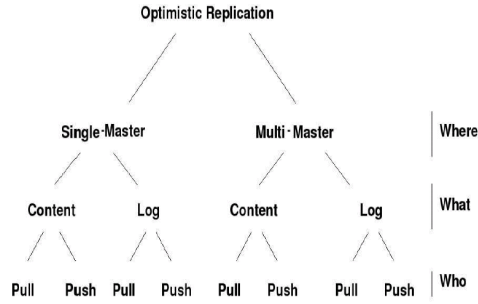 Optimistic Replication
Single-Master Multi-Master Where
Content Log Content Log What
Pull Push Pull Push Pull Push Pull Push Who